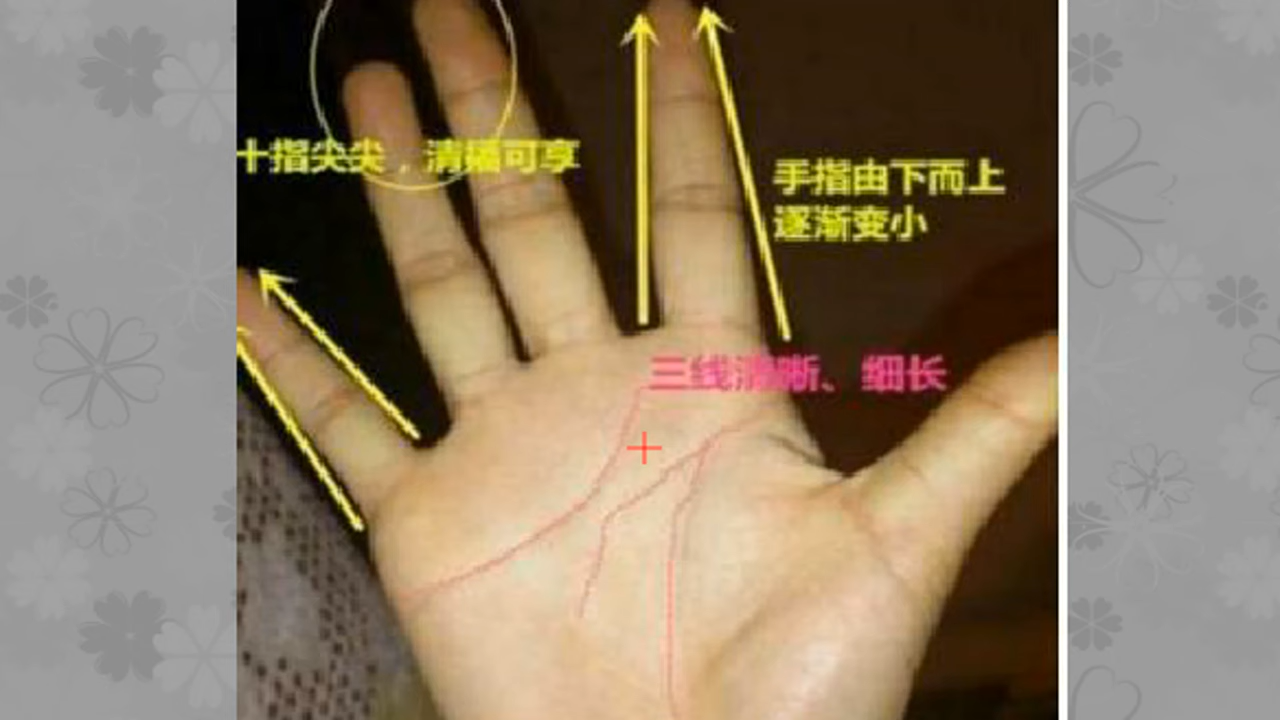 十指尖尖，清福可享
手指由下而上
逐渐变小
三线清晰、细长